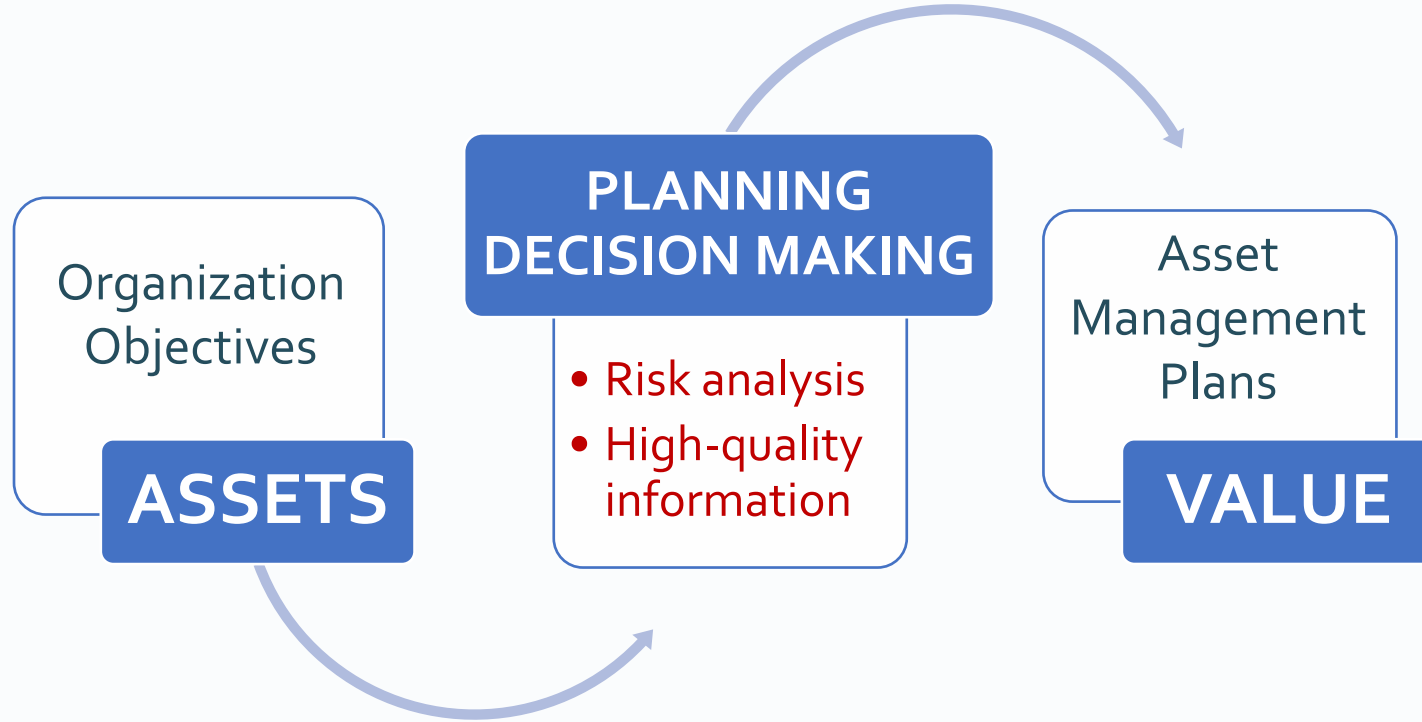 Organization
Objectives
ASSETS
PLANNING
DECISION MAKING
• Risk analysis
• High-quality
information
Asset
Management
Plans
VALUE